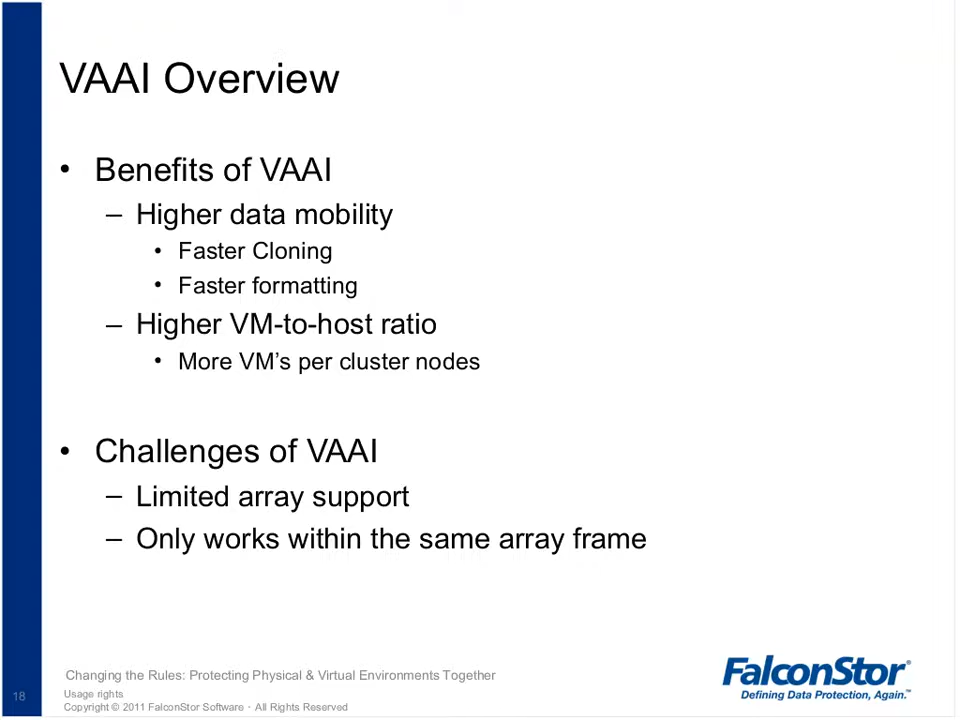 VAAI Overview
• Benefits of VAAI
– Higher data mobility
• Faster Cloning
• Faster formatting
– Higher VM-to-host ratio
• More VM’s per cluster nodes
• Challenges of VAAI
– Limited array support
– Only works within the same array frame
Changing the Rules: Protecting Physical & Virtual Environments Together
18
Usage rights
Copyright © 2011 FalconStor Software · All Rights Reserved
FalconStor®
Defining Data Protection, Again.™